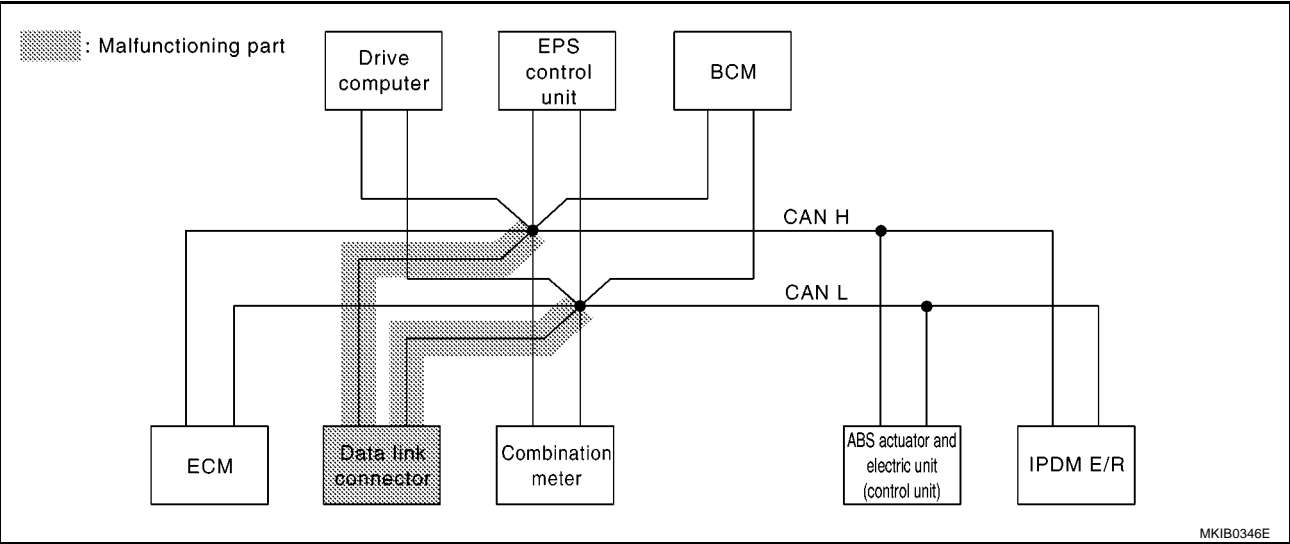 : Malfunctioning part
Drive
computer
EPS
control
unit
BCM
CAN H
CAN L
ECM
Data link
connector
Combination
meter
ABS actuator and
electric unit
(control unit)
IPDM E/R
MKIB0346E